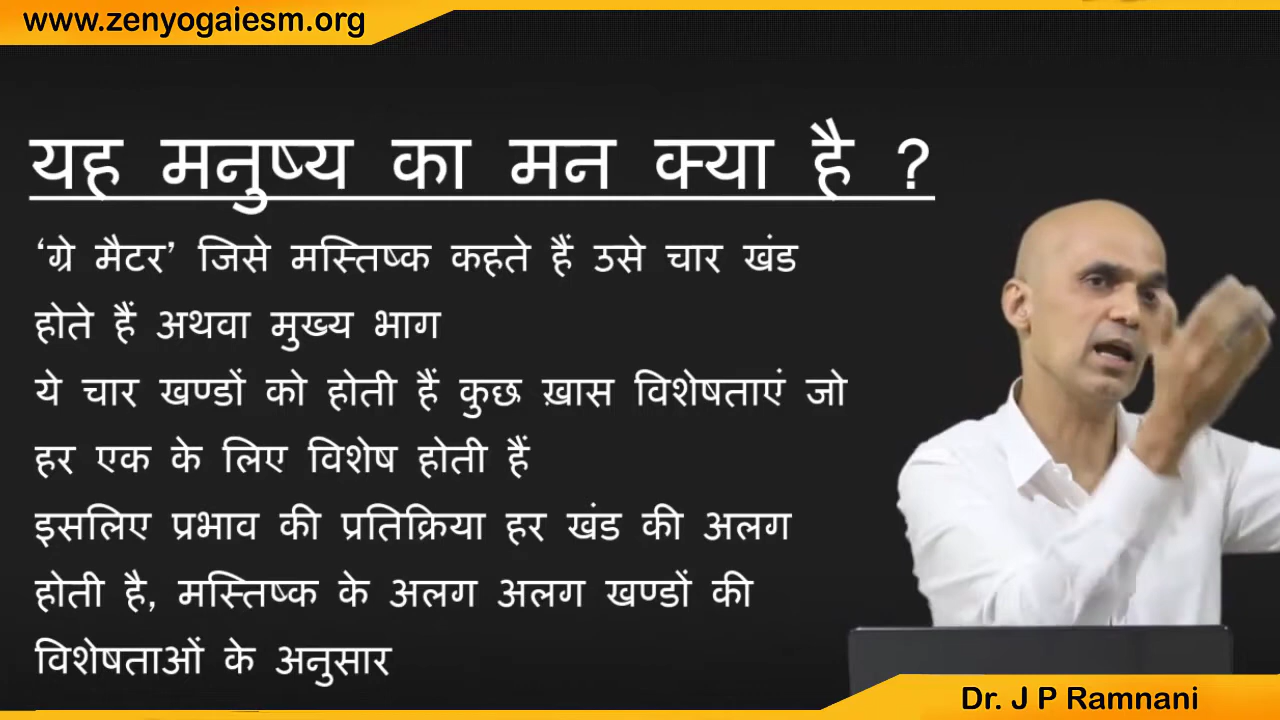 www.zenyogaiesm.org
यह मनुष्य का मन क्या है ?
‘ग्रे मैटर’ जिसे मस्तिष्क कहते हैं उसे चार खंड
होते हैं अथवा मुख्य भाग
ये चार खण्डों को होती हैं कुछ ख़ास विशेषताएं जो
हर एक के लिए विशेष होती हैं
इसलिए प्रभाव की प्रतिक्रिया हर खंड की अलग
होती है, मस्तिष्क के अलग अलग खण्डों की
विशेषताओं के अनुसार
Dr. J P Ramnani